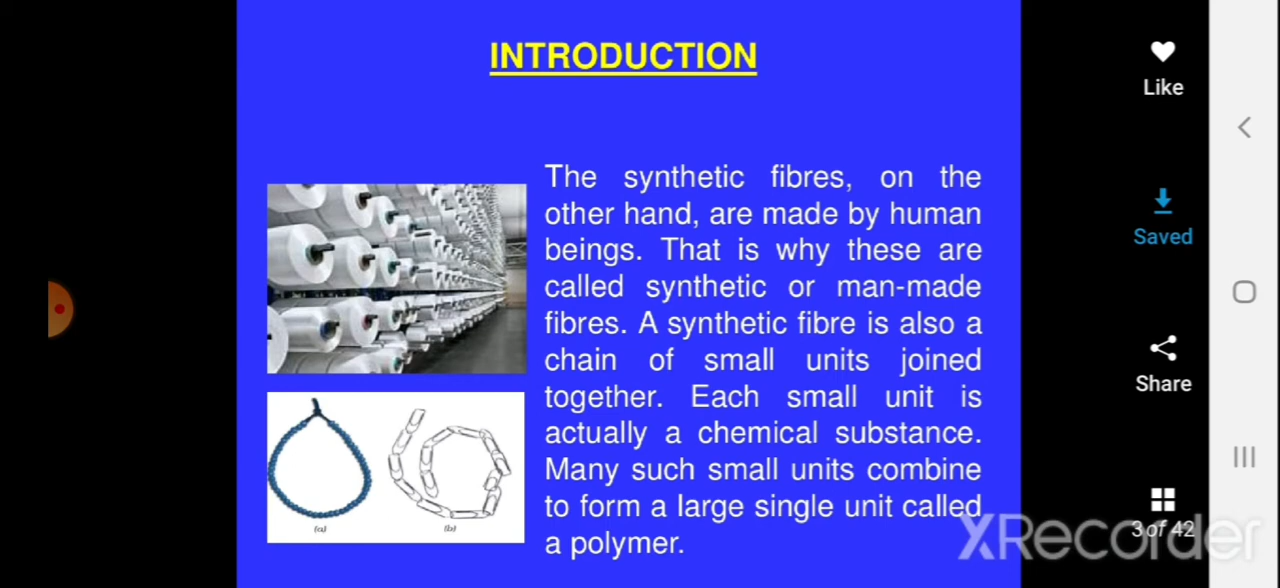 INTRODUCTION
The synthetic fibres, on the
other hand, are made by human
beings. That is why these are
called synthetic or man-made
fibres. A synthetic fibre is also a
chain of small units joined
together. Each small unit is
actually a chemical substance.
Many such small units combine
to form a large single unit called
a polymer.
(a)
(b)
Like
Saved
Share
3 of 42
XRecorder